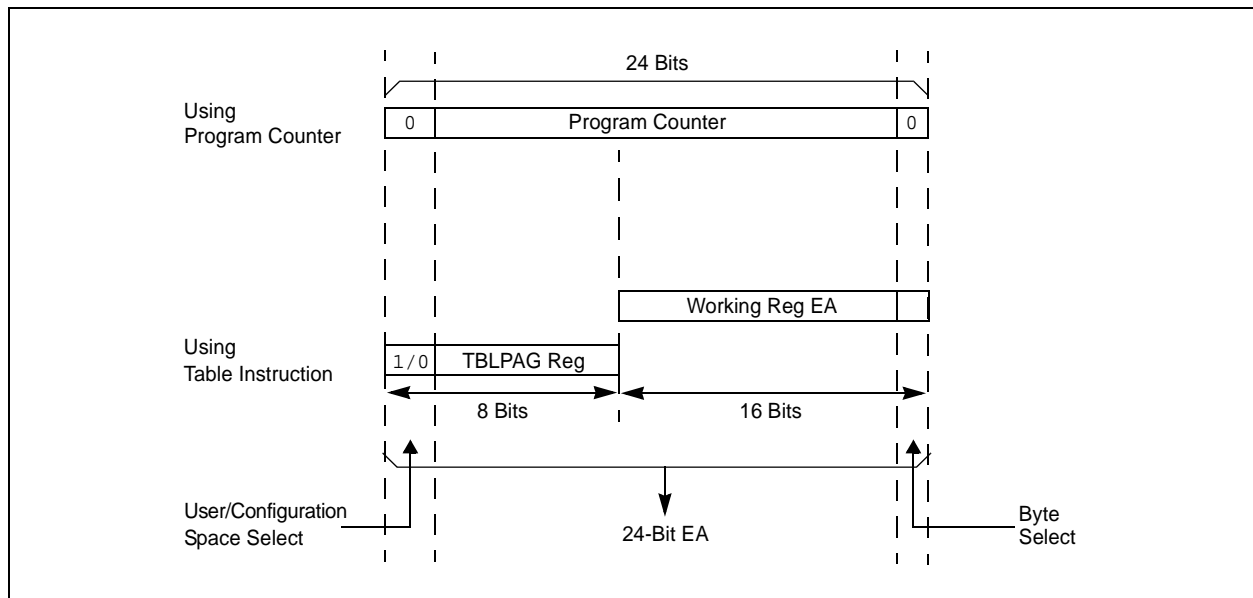 24 Bits
Using
Program Counter
0
Program Counter
0
Working Reg EA
Using
Table Instruction
1/0
TBLPAG Reg
8 Bits
16 Bits
User/Configuration
Space Select
24-Bit EA
Byte
Select